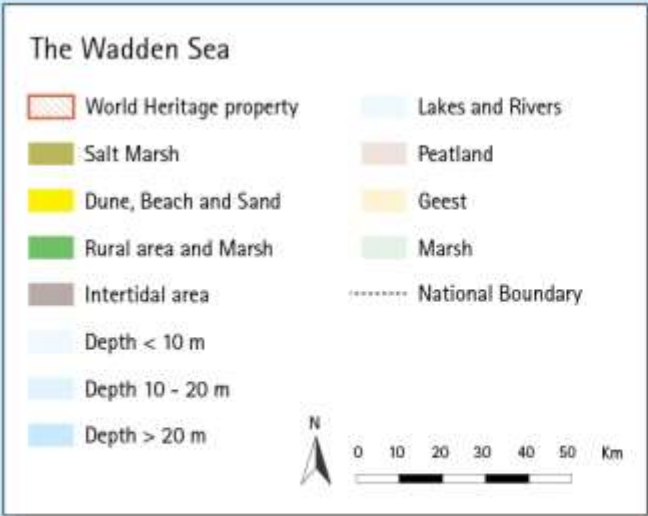 The Wadden Sea
World Heritage property
Salt Marsh
Dune, Beach and Sand
Rural area and Marsh
Intertidal area
Depth < 10 m
Depth 10 - 20 m
Depth > 20 m
Lakes and Rivers
Peatland
Geest
Marsh
National Boundary
N
0 10 20 30 40 50 Km